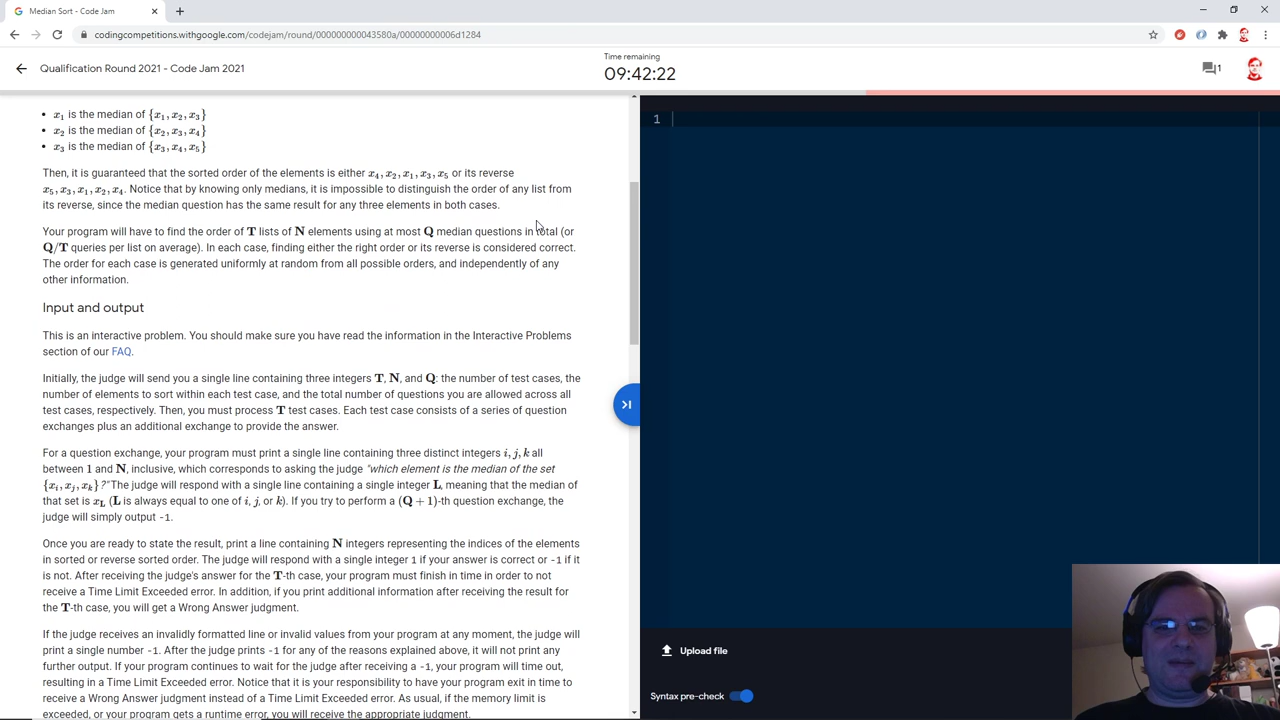 Median Sort - Code Jam
codingcompetitions.withgoogle.com/codejam/round/000000000043580a/00000000006d1284
Time remaining
09:42:22
Qualification Round 2021 - Code Jam 2021
1
• x₁ is the median of {x₁, x₂, x₃}
• x₂ is the median of {x₂, x₃, x₄}
• x₃ is the median of {x₃, x₄, x₅}
Then, it is guaranteed that the sorted order of the elements is either x₄, x₂, x₁, x₃, x₅ or its reverse
x₅, x₃, x₁, x₂, x₄. Notice that by knowing only medians, it is impossible to distinguish the order of any list from
its reverse, since the median question has the same result for any three elements in both cases.
Your program will have to find the order of T lists of N elements using at most Q median questions in total (or
Q/T queries per list on average). In each case, finding either the right order or its reverse is considered correct.
The order for each case is generated uniformly at random from all possible orders, and independently of any
other information.
Input and output
This is an interactive problem. You should make sure you have read the information in the Interactive Problems
section of our FAQ.
Initially, the judge will send you a single line containing three integers T, N, and Q: the number of test cases, the
number of elements to sort within each test case, and the total number of questions you are allowed across all
test cases, respectively. Then, you must process T test cases. Each test case consists of a series of question
exchanges plus an additional exchange to provide the answer.
For a question exchange, your program must print a single line containing three distinct integers i, j, k all
between 1 and N, inclusive, which corresponds to asking the judge "which element is the median of the set
{xᵢ, xⱼ, xₖ}?" The judge will respond with a single line containing a single integer L, meaning that the median of
that set is x_L (L is always equal to one of i, j, or k). If you try to perform a (Q + 1)-th question exchange, the
judge will simply output -1.
Once you are ready to state the result, print a line containing N integers representing the indices of the elements
in sorted or reverse sorted order. The judge will respond with a single integer 1 if your answer is correct or -1 if it
is not. After receiving the judge's answer for the T-th case, your program must finish in time in order to not
receive a Time Limit Exceeded error. In addition, if you print additional information after receiving the result for
the T-th case, you will get a Wrong Answer judgment.
If the judge receives an invalidly formatted line or invalid values from your program at any moment, the judge will
print a single number -1. After the judge prints -1 for any of the reasons explained above, it will not print any
further output. If your program continues to wait for the judge after receiving a -1, your program will time out,
resulting in a Time Limit Exceeded error. Notice that it is your responsibility to have your program exit in time to
receive a Wrong Answer judgment instead of a Time Limit Exceeded error. As usual, if the memory limit is
exceeded, or your program gets a runtime error, you will receive the appropriate judgment.
1
Upload file
Syntax pre-check